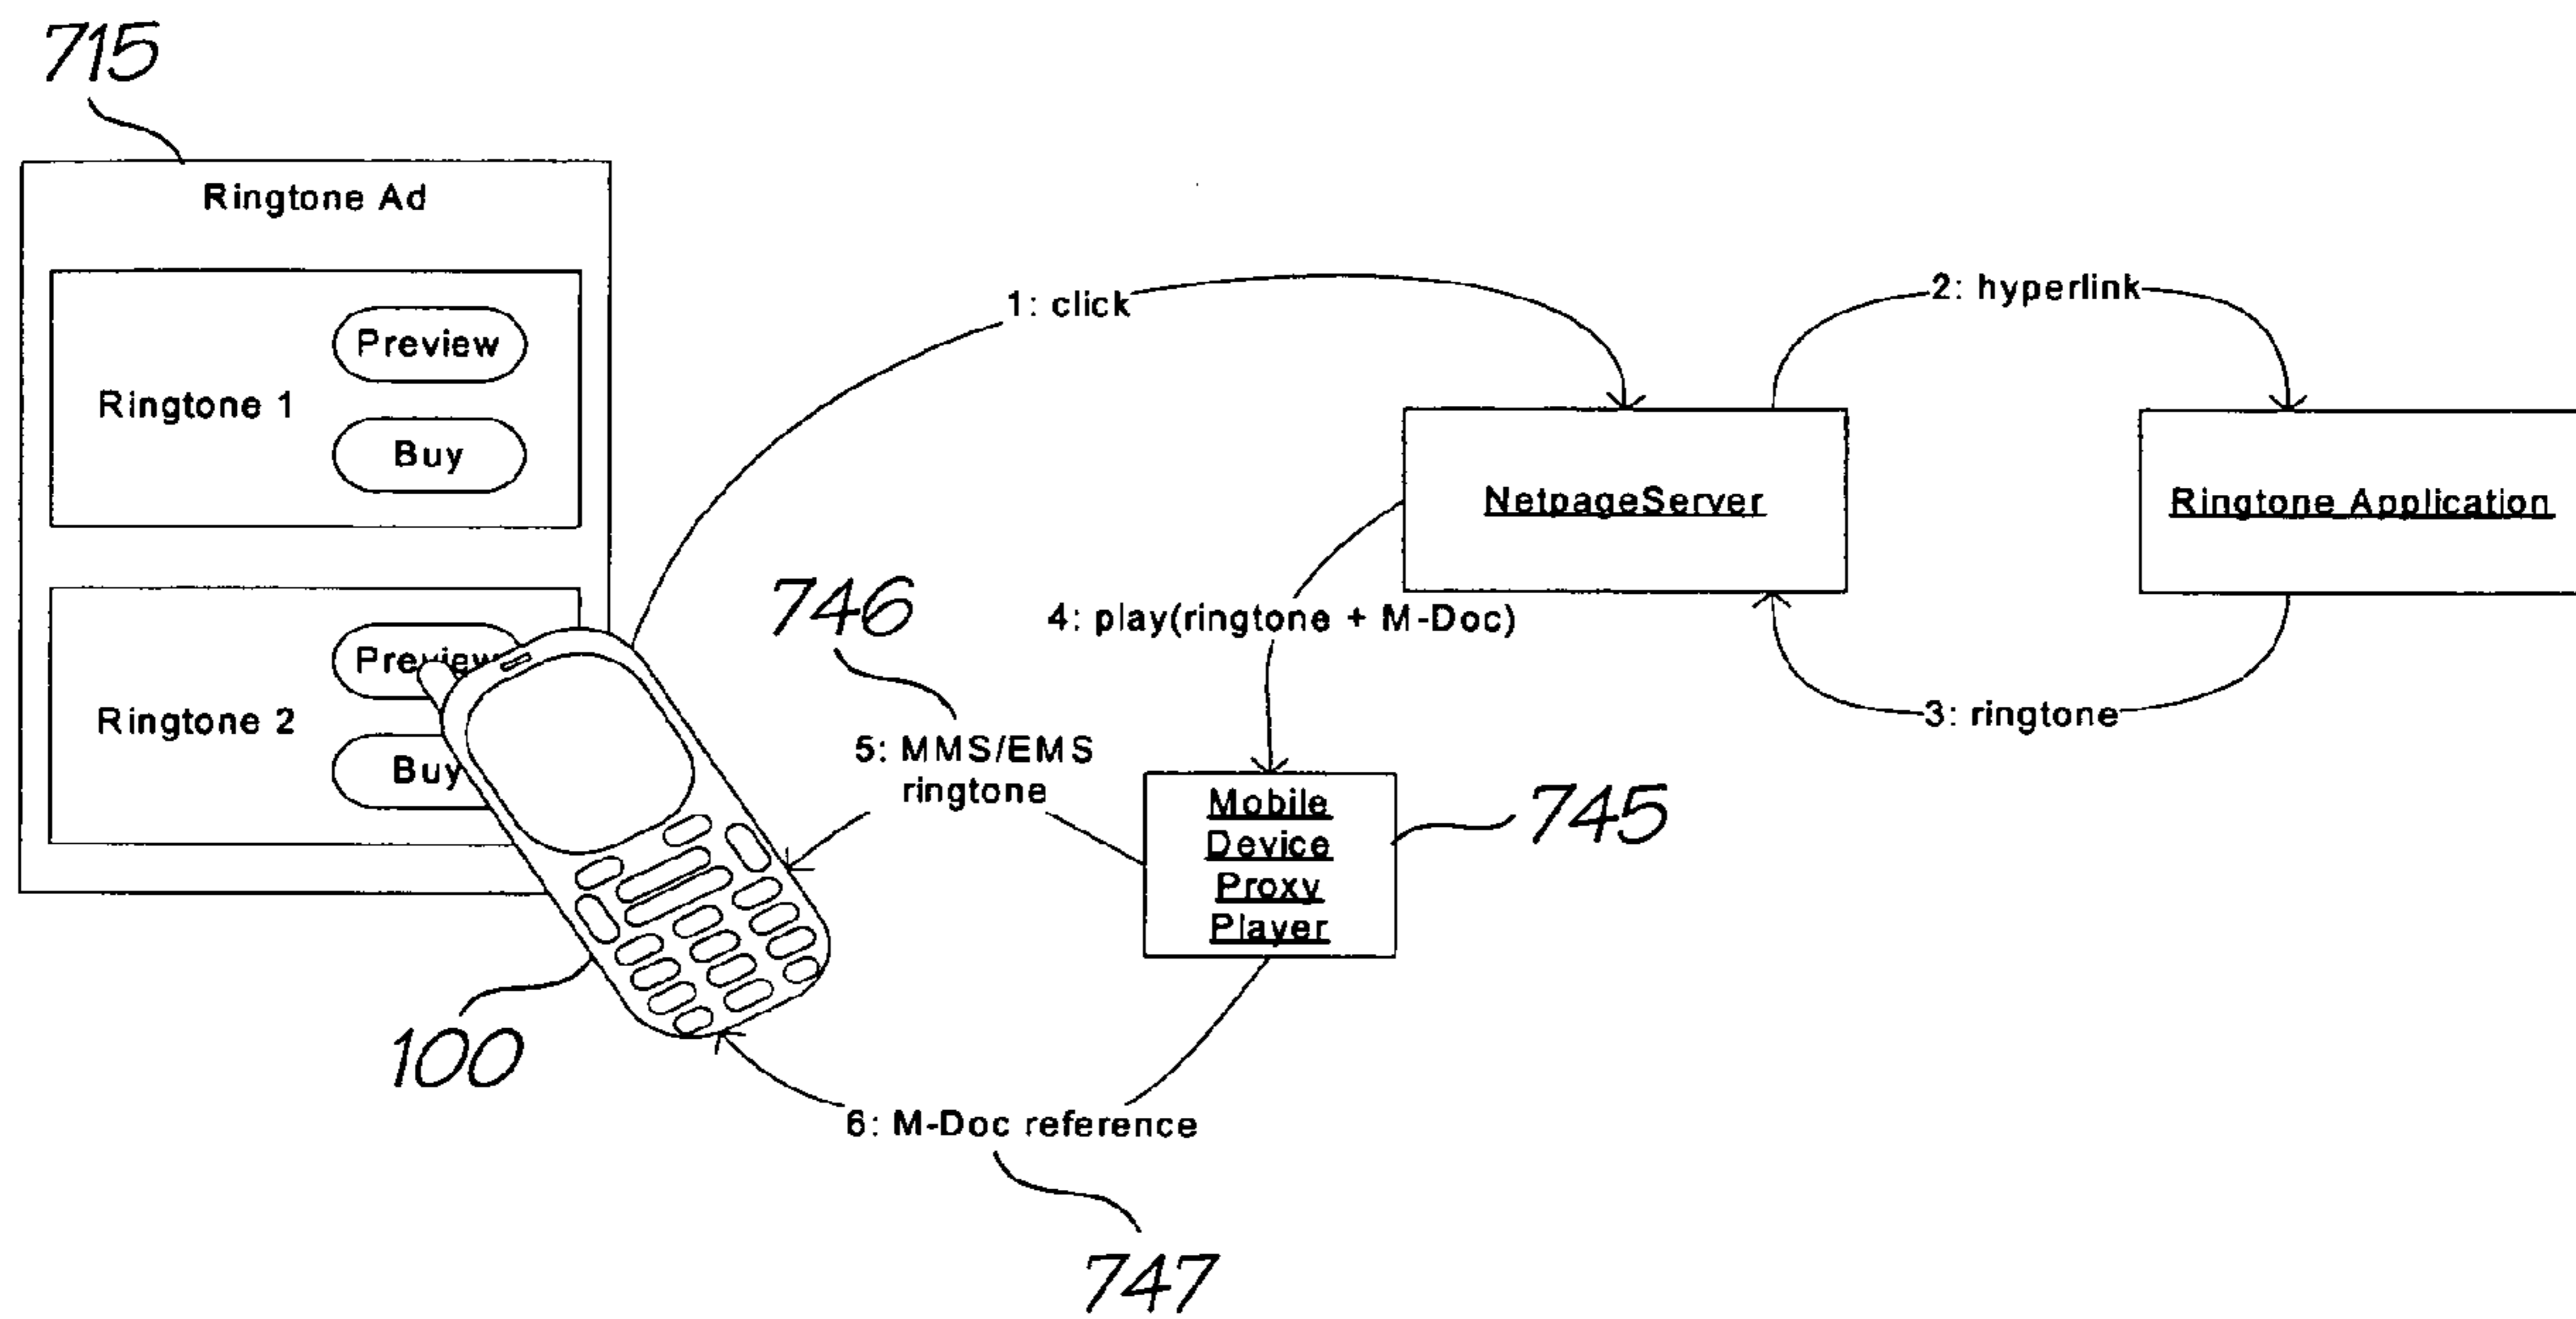 715
Ringtone Ad
Ringtone 1
Preview
Buy
Ringtone 2
Preview
Buy
100
1: click
2: hyperlink
NetpageServer
Ringtone Application
3: ringtone
4: play(ringtone + M-Doc)
746
5: MMS/EMS
ringtone
Mobile
Device
Proxy
Player
745
6: M-Doc reference
747